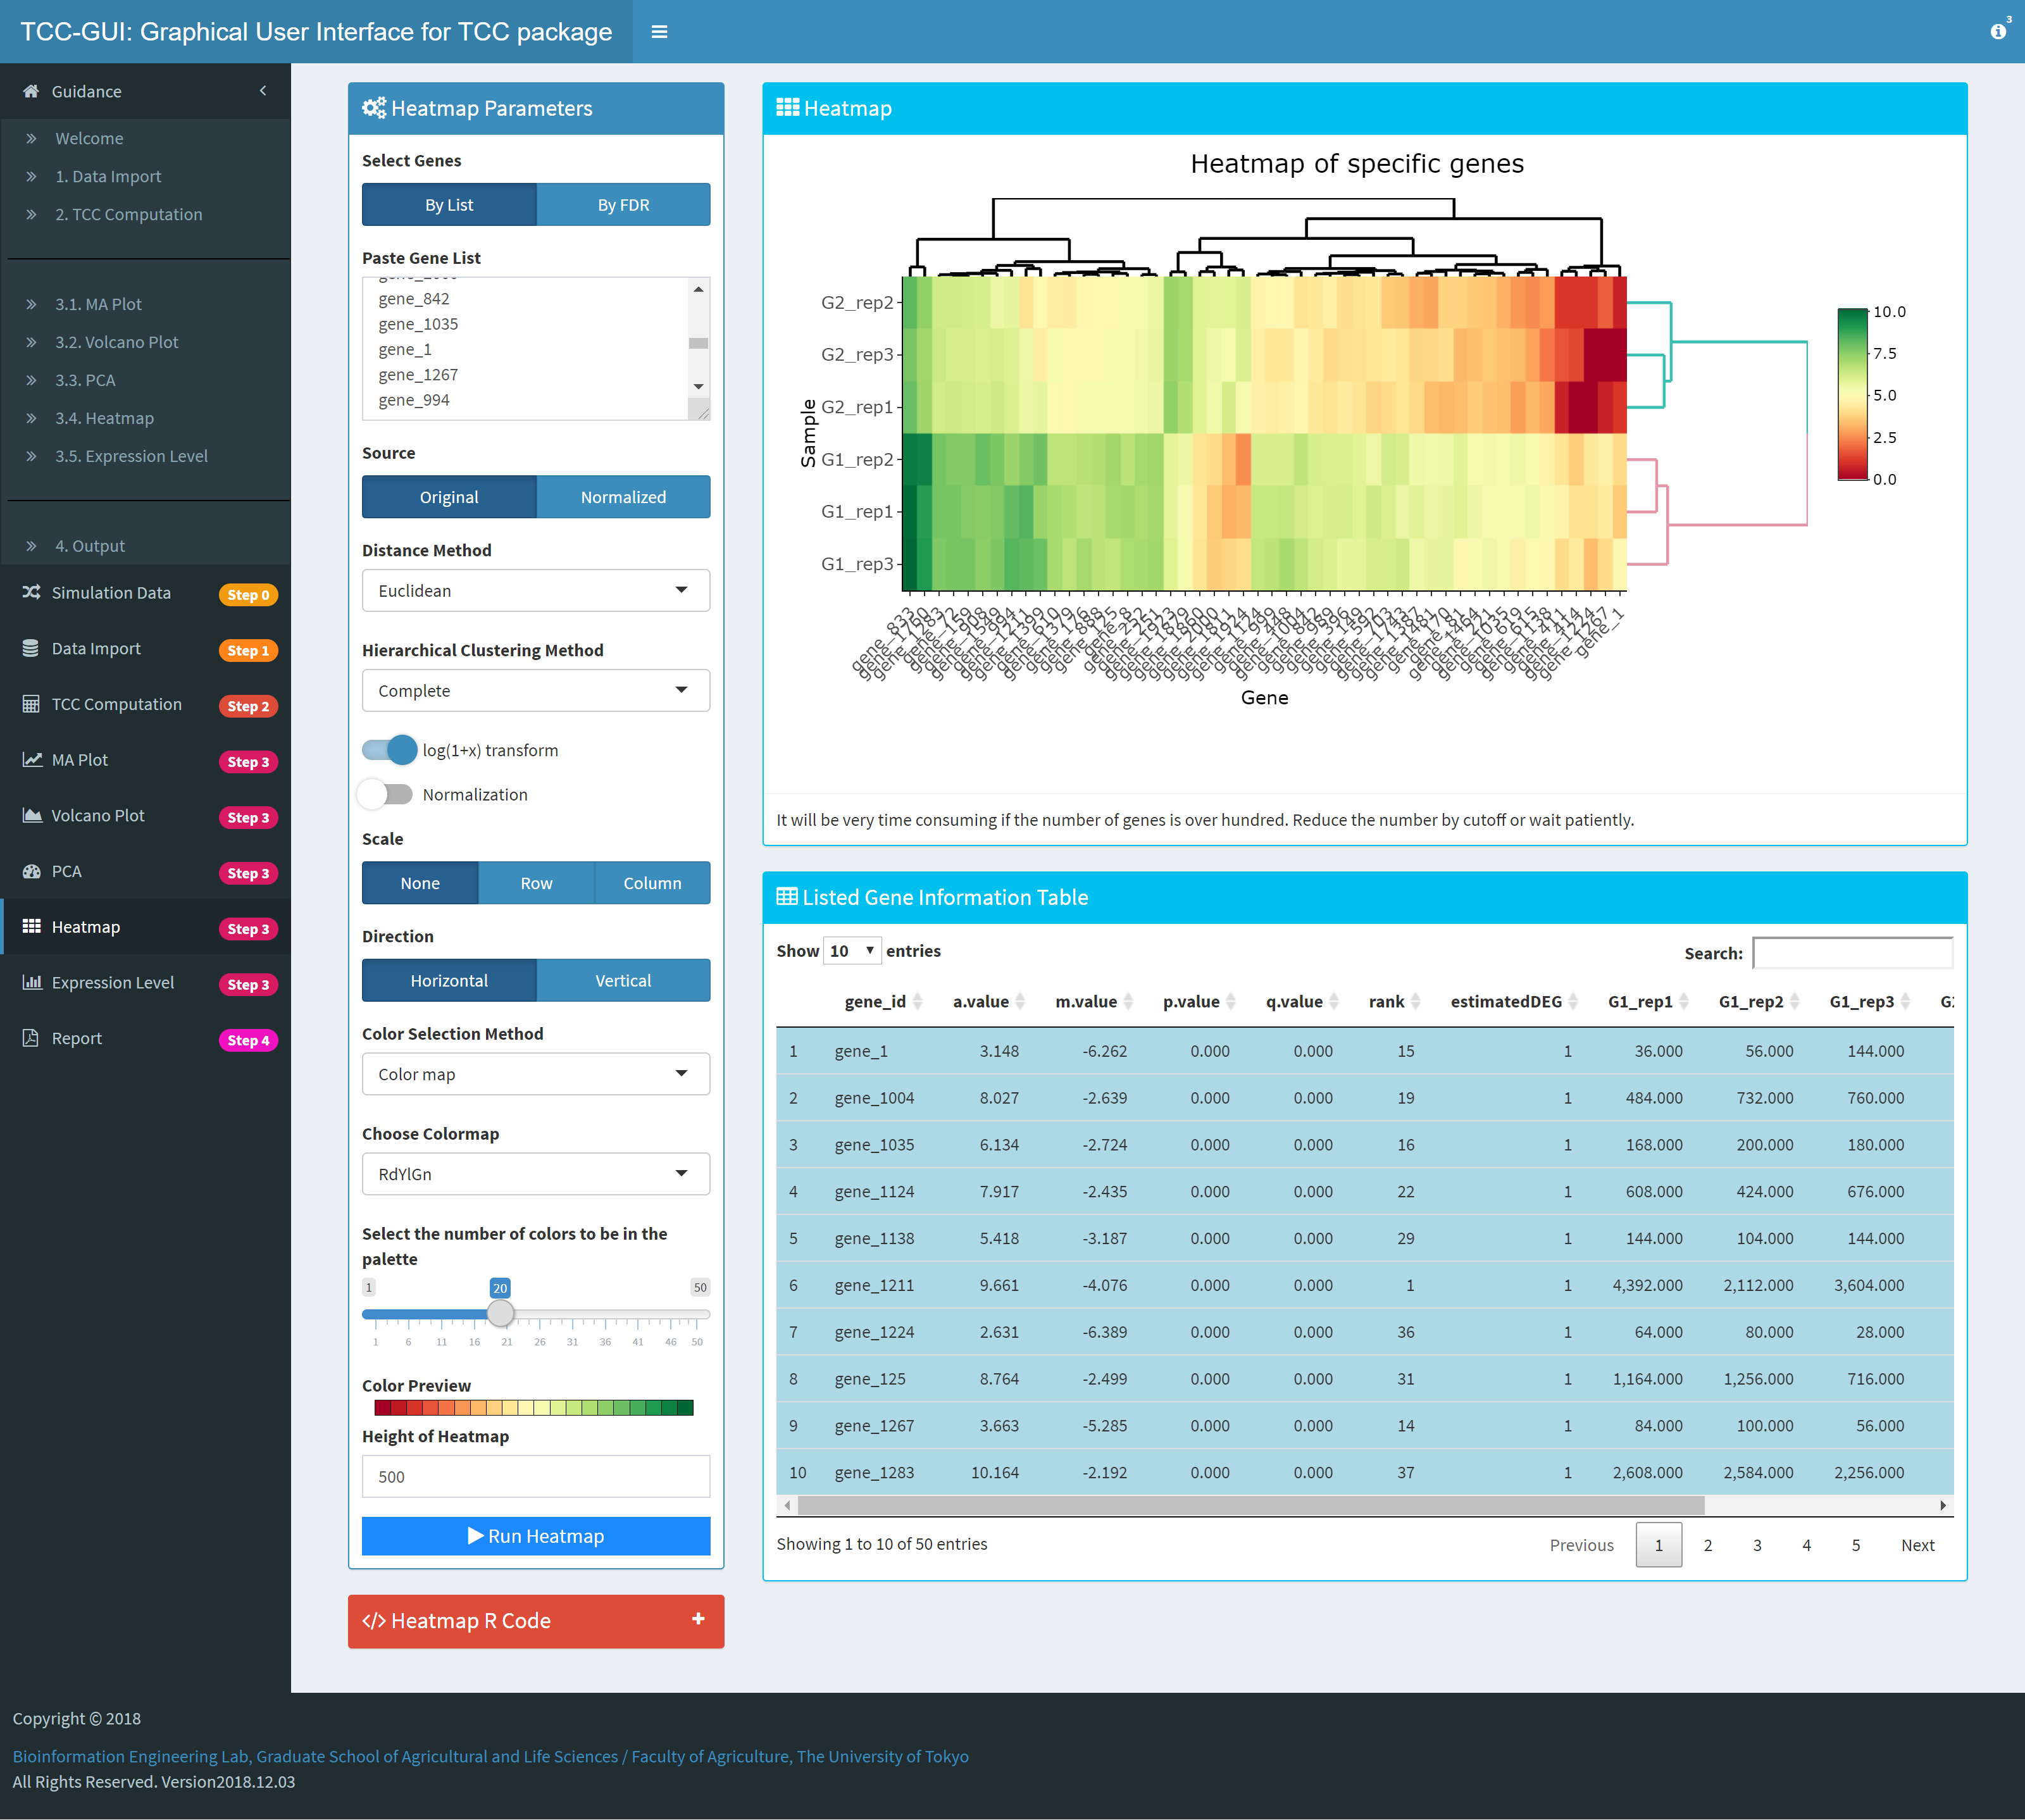 TCC-GUI: Graphical User Interface for TCC package
3
Guidance
Welcome
1. Data Import
2. TCC Computation
3.1. MA Plot
3.2. Volcano Plot
3.3. PCA
3.4. Heatmap
3.5. Expression Level
4. Output
Simulation Data Step 0
Data Import Step 1
TCC Computation Step 2
MA Plot Step 3
Volcano Plot Step 3
PCA Step 3
Heatmap Step 3
Expression Level Step 3
Report Step 4
Heatmap Parameters
Select Genes
By List By FDR
Paste Gene List
gene_842
gene_1035
gene_1
gene_1267
gene_994
Source
Original Normalized
Distance Method
Euclidean
Hierarchical Clustering Method
Complete
log(1+x) transform
Normalization
Scale
None Row Column
Direction
Horizontal Vertical
Color Selection Method
Color map
Choose Colormap
RdYlGn
Select the number of colors to be in the
palette
1 20 50
1 6 11 16 21 26 31 36 41 46 50
Color Preview
Height of Heatmap
500
Run Heatmap
Heatmap R Code
Heatmap
Heatmap of specific genes
G2_rep2
G2_rep3
G2_rep1
G1_rep2
G1_rep1
G1_rep3
Sample
10.0
7.5
5.0
2.5
0.0
gene_833
gene_1283
gene_1
Gene
It will be very time consuming if the number of genes is over hundred. Reduce the number by cutoff or wait patiently.
Listed Gene Information Table
Show 10 entries
Search:
gene_id a.value m.value p.value q.value rank estimatedDEG G1_rep1 G1_rep2 G1_rep3
1 gene_1 3.148 -6.262 0.000 0.000 15 1 36.000 56.000 144.000
2 gene_1004 8.027 -2.639 0.000 0.000 19 1 484.000 732.000 760.000
3 gene_1035 6.134 -2.724 0.000 0.000 16 1 168.000 200.000 180.000
4 gene_1124 7.917 -2.435 0.000 0.000 22 1 608.000 424.000 676.000
5 gene_1138 5.418 -3.187 0.000 0.000 29 1 144.000 104.000 144.000
6 gene_1211 9.661 -4.076 0.000 0.000 1 1 4,392.000 2,112.000 3,604.000
7 gene_1224 2.631 -6.389 0.000 0.000 36 1 64.000 80.000 28.000
8 gene_125 8.764 -2.499 0.000 0.000 31 1 1,164.000 1,256.000 716.000
9 gene_1267 3.663 -5.285 0.000 0.000 14 1 84.000 100.000 56.000
10 gene_1283 10.164 -2.192 0.000 0.000 37 1 2,608.000 2,584.000 2,256.000
Showing 1 to 10 of 50 entries
Previous 1 2 3 4 5 Next
Copyright © 2018
Bioinformation Engineering Lab, Graduate School of Agricultural and Life Sciences / Faculty of Agriculture, The University of Tokyo
All Rights Reserved. Version2018.12.03